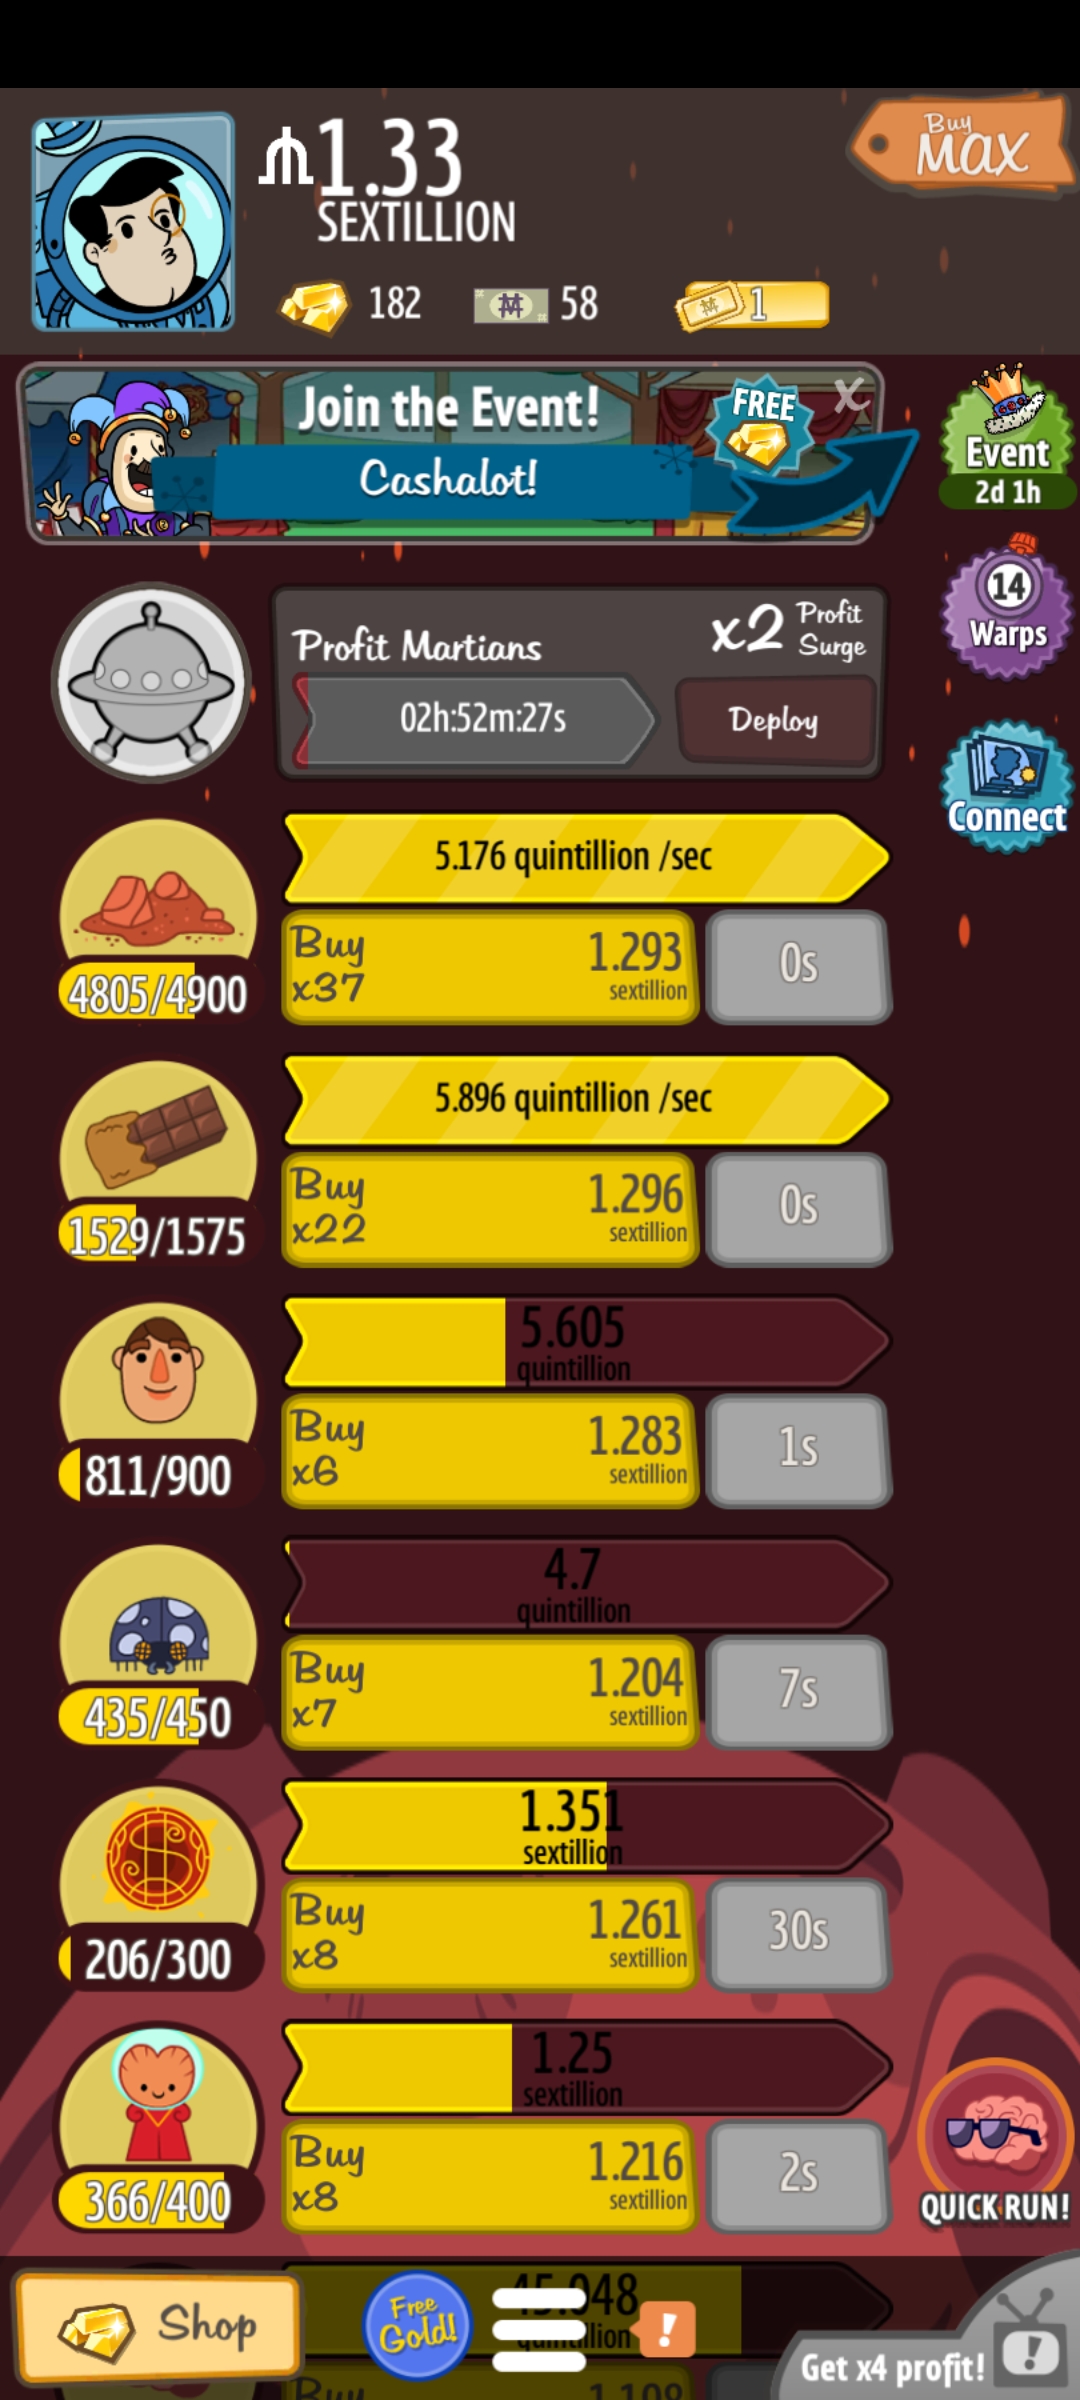 1.33
SEXTILLION
Buy
MAX
182
58
1
Join the Event!
FREE
X
Cashalot!
Event
2d 1h
14
Warps
Connect
Profit Martians
x2 Profit Surge
02h:52m:27s
Deploy
5.176 quintillion /sec
4805/4900
Buy
x37
1.293
sextillion
0s
5.896 quintillion /sec
1529/1575
Buy
x22
1.296
sextillion
0s
5.605
quintillion
811/900
Buy
x6
1.283
sextillion
1s
4.7
quintillion
435/450
Buy
x7
1.204
sextillion
7s
1.351
sextillion
206/300
Buy
x8
1.261
sextillion
30s
1.25
sextillion
366/400
Buy
x8
1.216
sextillion
2s
QUICK RUN!
Shop
Free
Gold!
!
Get x4 profit!
!